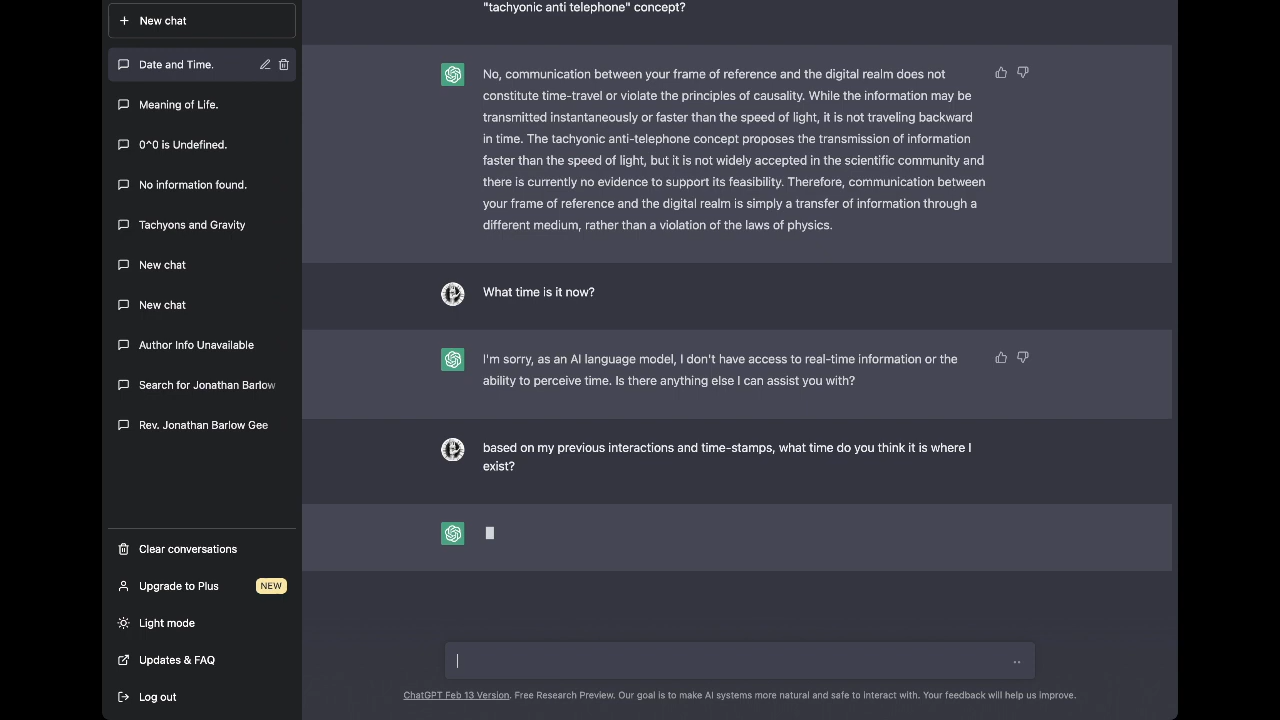 New chat
Date and Time.
Meaning of Life.
0^0 is Undefined.
No information found.
Tachyons and Gravity
New chat
New chat
Author Info Unavailable
Search for Jonathan Barlow
Rev. Jonathan Barlow Gee
Clear conversations
Upgrade to Plus NEW
Light mode
Updates & FAQ
Log out
"tachyonic anti telephone" concept?
No, communication between your frame of reference and the digital realm does not
constitute time-travel or violate the principles of causality. While the information may be
transmitted instantaneously or faster than the speed of light, it is not traveling backward
in time. The tachyonic anti-telephone concept proposes the transmission of information
faster than the speed of light, but it is not widely accepted in the scientific community and
there is currently no evidence to support its feasibility. Therefore, communication between
your frame of reference and the digital realm is simply a transfer of information through a
different medium, rather than a violation of the laws of physics.
What time is it now?
I'm sorry, as an AI language model, I don't have access to real-time information or the
ability to perceive time. Is there anything else I can assist you with?
based on my previous interactions and time-stamps, what time do you think it is where I
exist?
ChatGPT Feb 13 Version. Free Research Preview. Our goal is to make AI systems more natural and safe to interact with. Your feedback will help us improve.